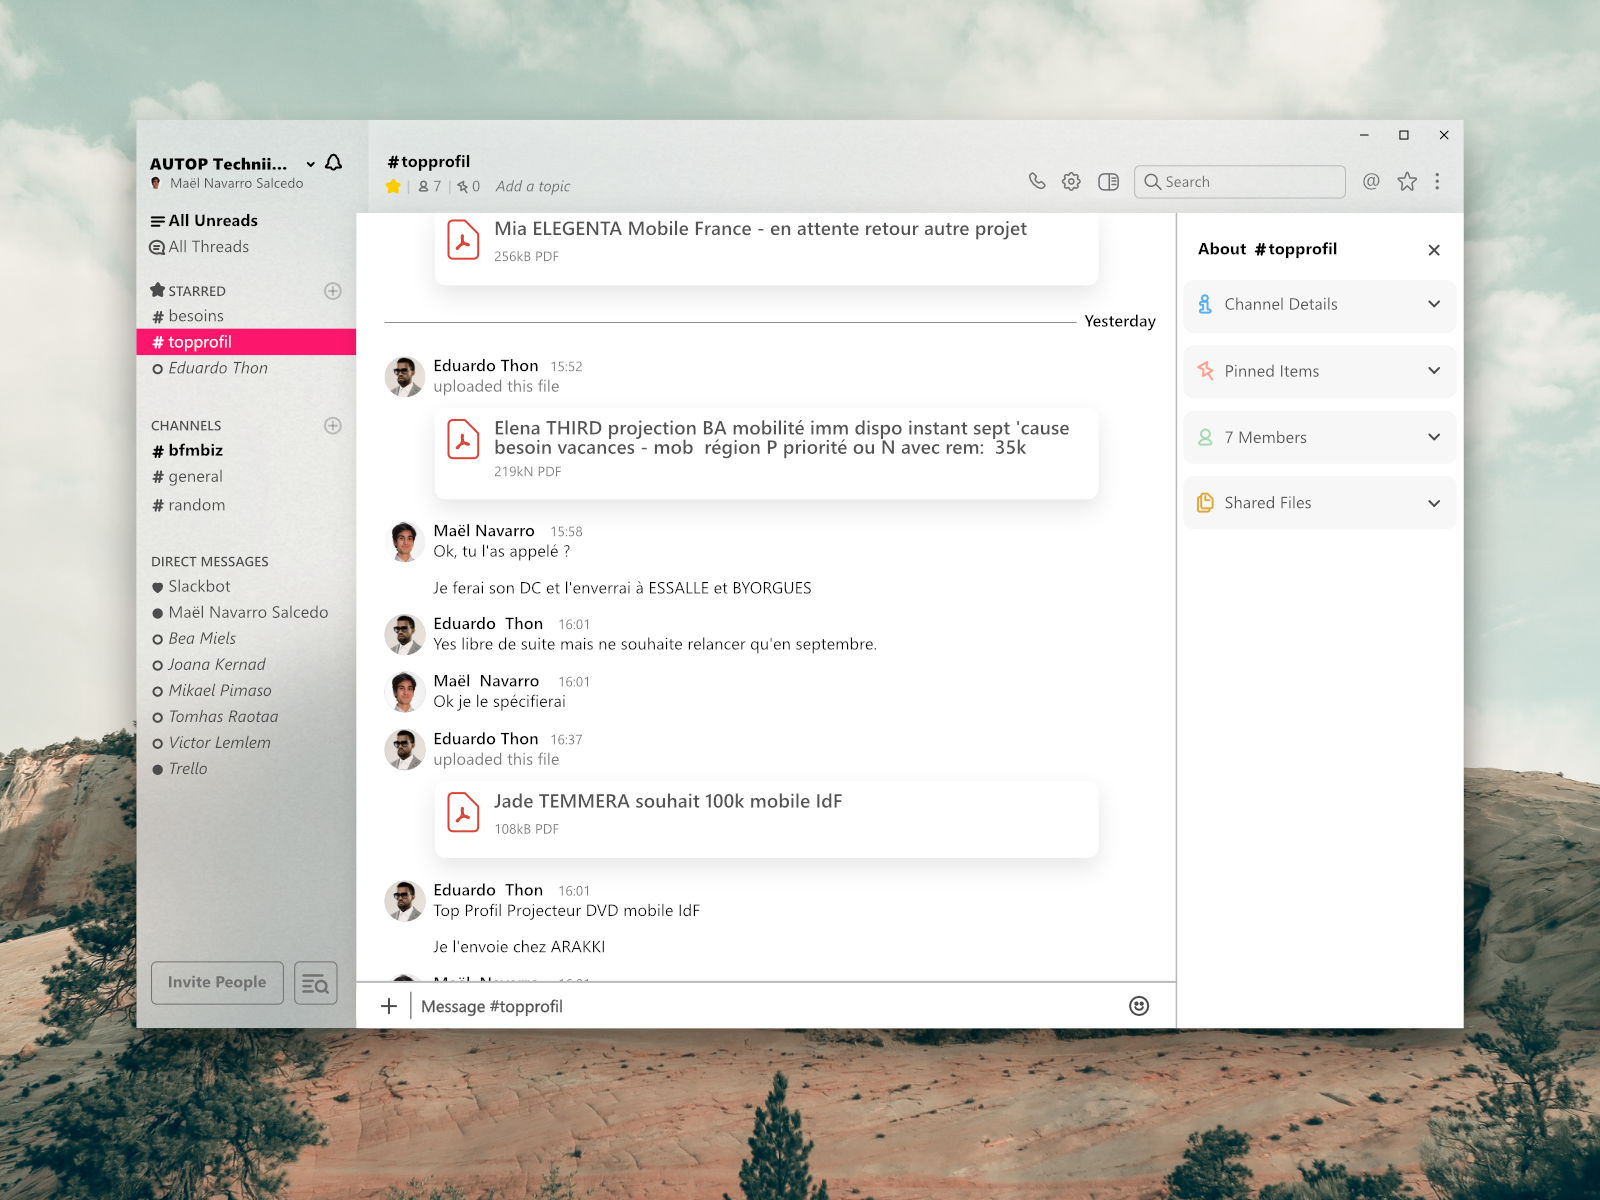 AUTOP Technii...
Maël Navarro Salcedo
All Unreads
All Threads
STARRED
# besoins
# topprofil
Eduardo Thon
CHANNELS
# bfmbiz
# general
# random
DIRECT MESSAGES
Slackbot
Maël Navarro Salcedo
Bea Miels
Joana Kernad
Mikael Pimaso
Tomhas Raotaa
Victor Lemlem
Trello
Invite People
#topprofil
7 | 0 Add a topic
Search
@
Mia ELEGENTA Mobile France - en attente retour autre projet
256kB PDF
Yesterday
Eduardo Thon 15:52
uploaded this file
Elena THIRD projection BA mobilité imm dispo instant sept 'cause
besoin vacances - mob région P priorité ou N avec rem: 35k
219kN PDF
Maël Navarro 15:58
Ok, tu l'as appelé ?
Je ferai son DC et l'enverrai à ESSALLE et BYORGUES
Eduardo Thon 16:01
Yes libre de suite mais ne souhaite relancer qu'en septembre.
Maël Navarro 16:01
Ok je le spécifierai
Eduardo Thon 16:37
uploaded this file
Jade TEMMERA souhait 100k mobile IdF
108kB PDF
Eduardo Thon 16:01
Top Profil Projecteur DVD mobile IdF
Je l'envoie chez ARAKKI
Maël Navarro 16:01
Message #topprofil
About #topprofil
Channel Details
Pinned Items
7 Members
Shared Files